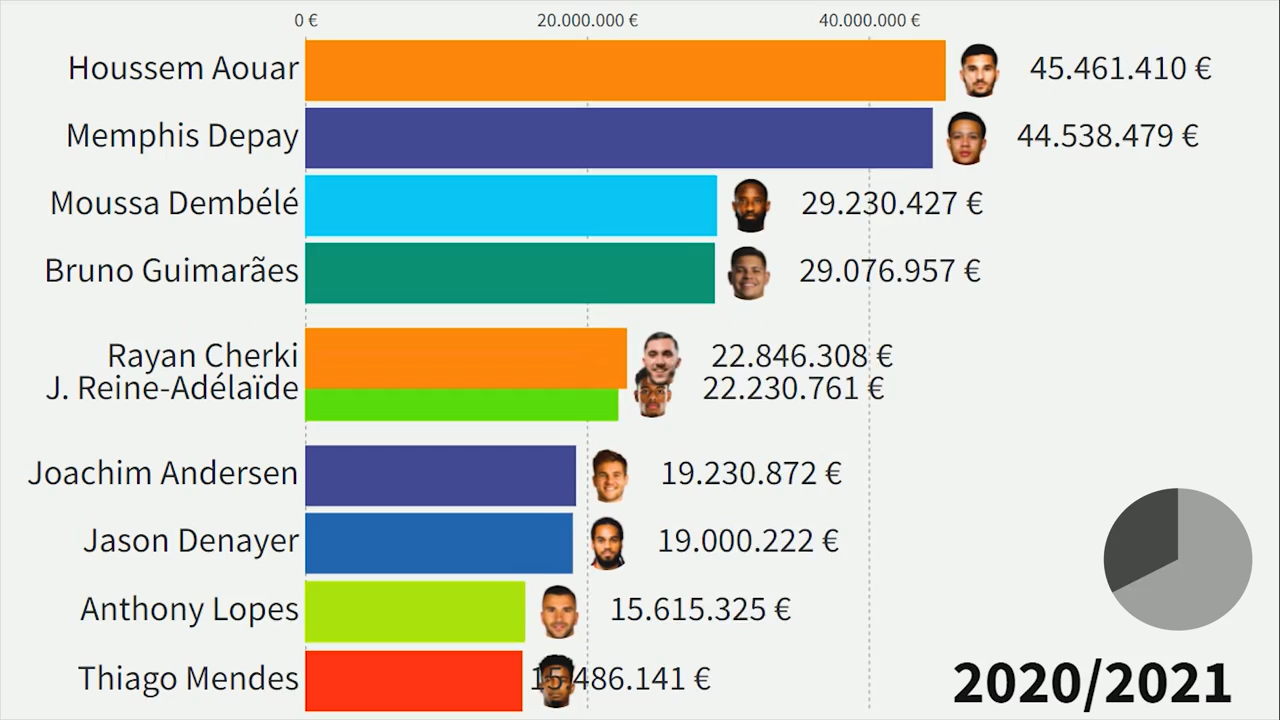 0 € 20.000.000 € 40.000.000 €
Houssem Aouar 45.461.410 €
Memphis Depay 44.538.479 €
Moussa Dembélé 29.230.427 €
Bruno Guimarães 29.076.957 €
Rayan Cherki 22.846.308 €
J. Reine-Adélaïde 22.230.761 €
Joachim Andersen 19.230.872 €
Jason Denayer 19.000.222 €
Anthony Lopes 15.615.325 €
Thiago Mendes 15.486.141 €
2020/2021